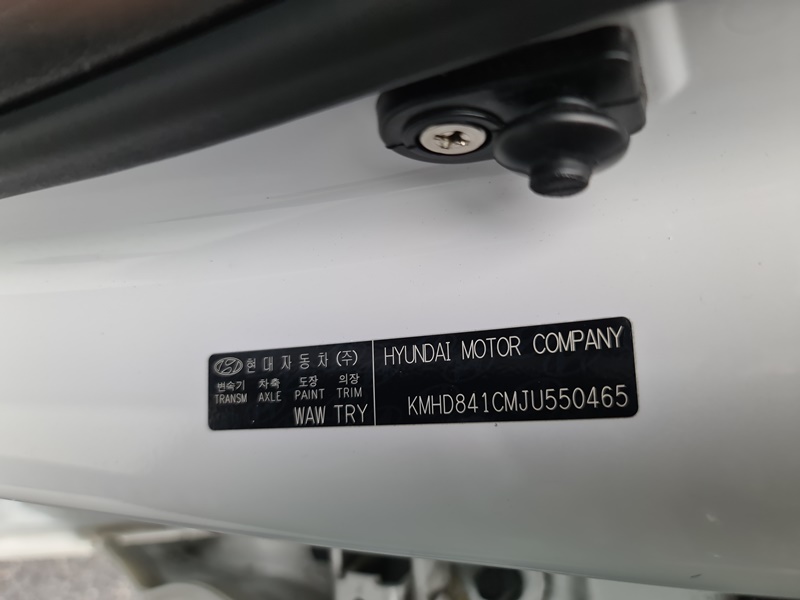 현대자동차(주)
변속기 차축 도장 의장
TRANSM AXLE PAINT TRIM
WAW TRY
HYUNDAI MOTOR COMPANY
KMHD841CMJU550465